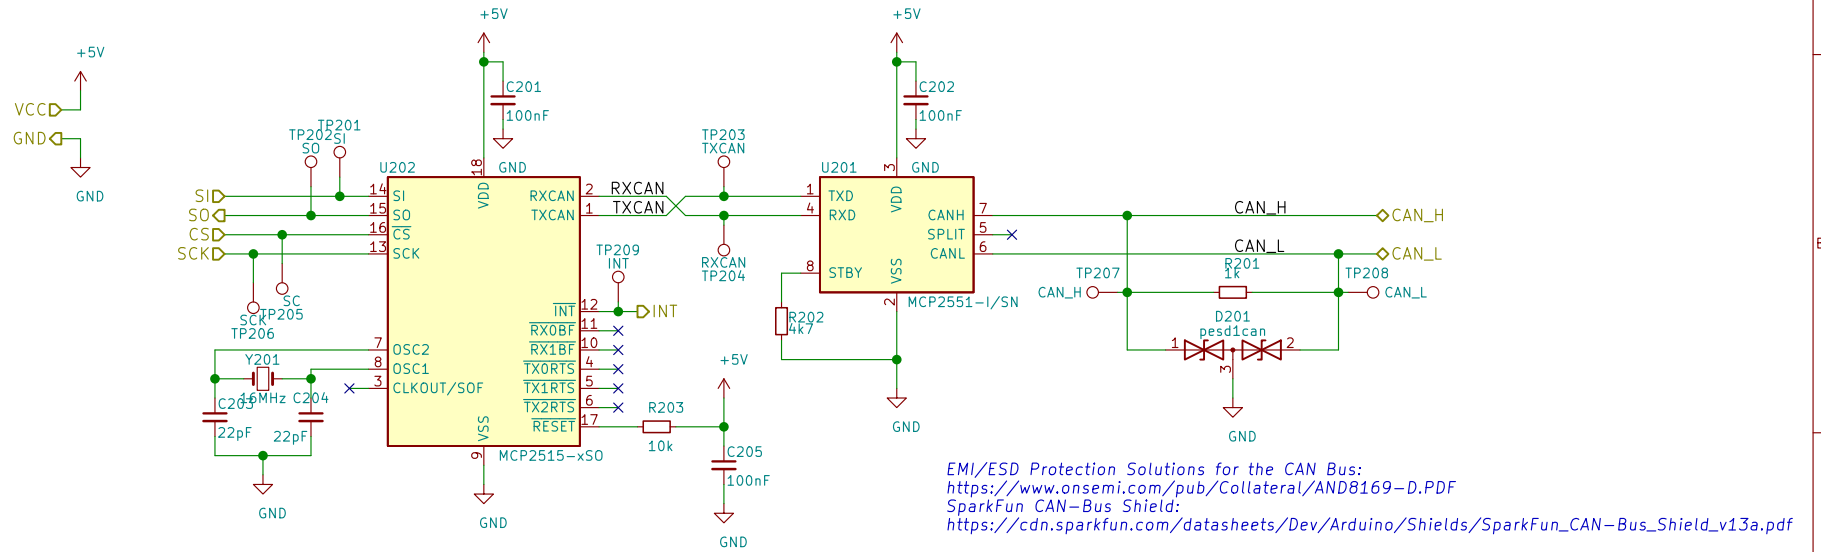 +5V
VCC
GND
GND
+5V
C201
100nF
GND
TP201
SI
TP202
SO
U202
SI
SO
CS
SCK
14
15
16
13
SI
SO
CS
SCK
18
VDD
SC
TP205
SCK
TP206
RXCAN
TXCAN
2
1
RXCAN
TXCAN
TP203
TXCAN
RXCAN
TP204
TP209
INT
INT
INT
RX0BF
RX1BF
TX0RTS
TX1RTS
TX2RTS
RESET
12
11
10
4
5
6
17
7
8
3
OSC2
OSC1
CLKOUT/SOF
VSS
9
MCP2515-xSO
GND
Y201
16MHz
C203
22pF
C204
22pF
GND
R203
10k
+5V
C205
100nF
GND
+5V
C202
100nF
GND
U201
3
VDD
1
4
8
TXD
RXD
STBY
CANH
SPLIT
CANL
7
5
6
VSS
2
MCP2551-I/SN
R202
4k7
GND
CAN_H
CAN_H
CAN_L
CAN_L
R201
1k
TP207
CAN_H
TP208
CAN_L
D201
pesd1can
1
2
3
GND
EMI/ESD Protection Solutions for the CAN Bus:
https://www.onsemi.com/pub/Collateral/AND8169-D.PDF
SparkFun CAN-Bus Shield:
https://cdn.sparkfun.com/datasheets/Dev/Arduino/Shields/SparkFun_CAN-Bus_Shield_v13a.pdf